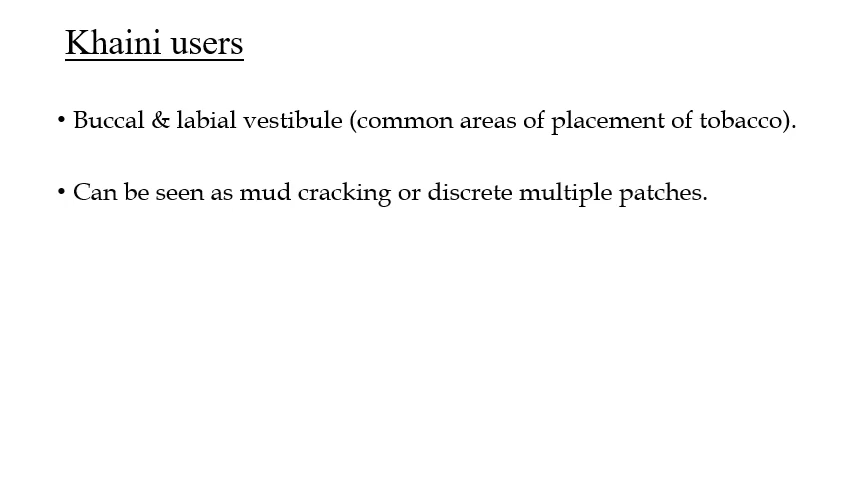 Khaini users
• Buccal & labial vestibule (common areas of placement of tobacco).
• Can be seen as mud cracking or discrete multiple patches.